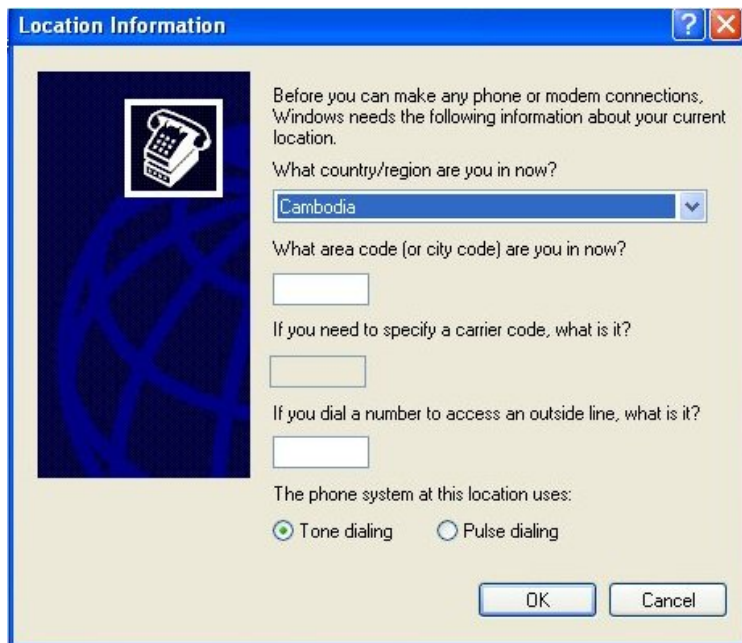 Location Information
Before you can make any phone or modem connections,
Windows needs the following information about your current
location.
What country/region are you in now?
Cambodia
What area code (or city code) are you in now?
If you need to specify a carrier code, what is it?
If you dial a number to access an outside line, what is it?
The phone system at this location uses:
Tone dialing Pulse dialing
OK Cancel